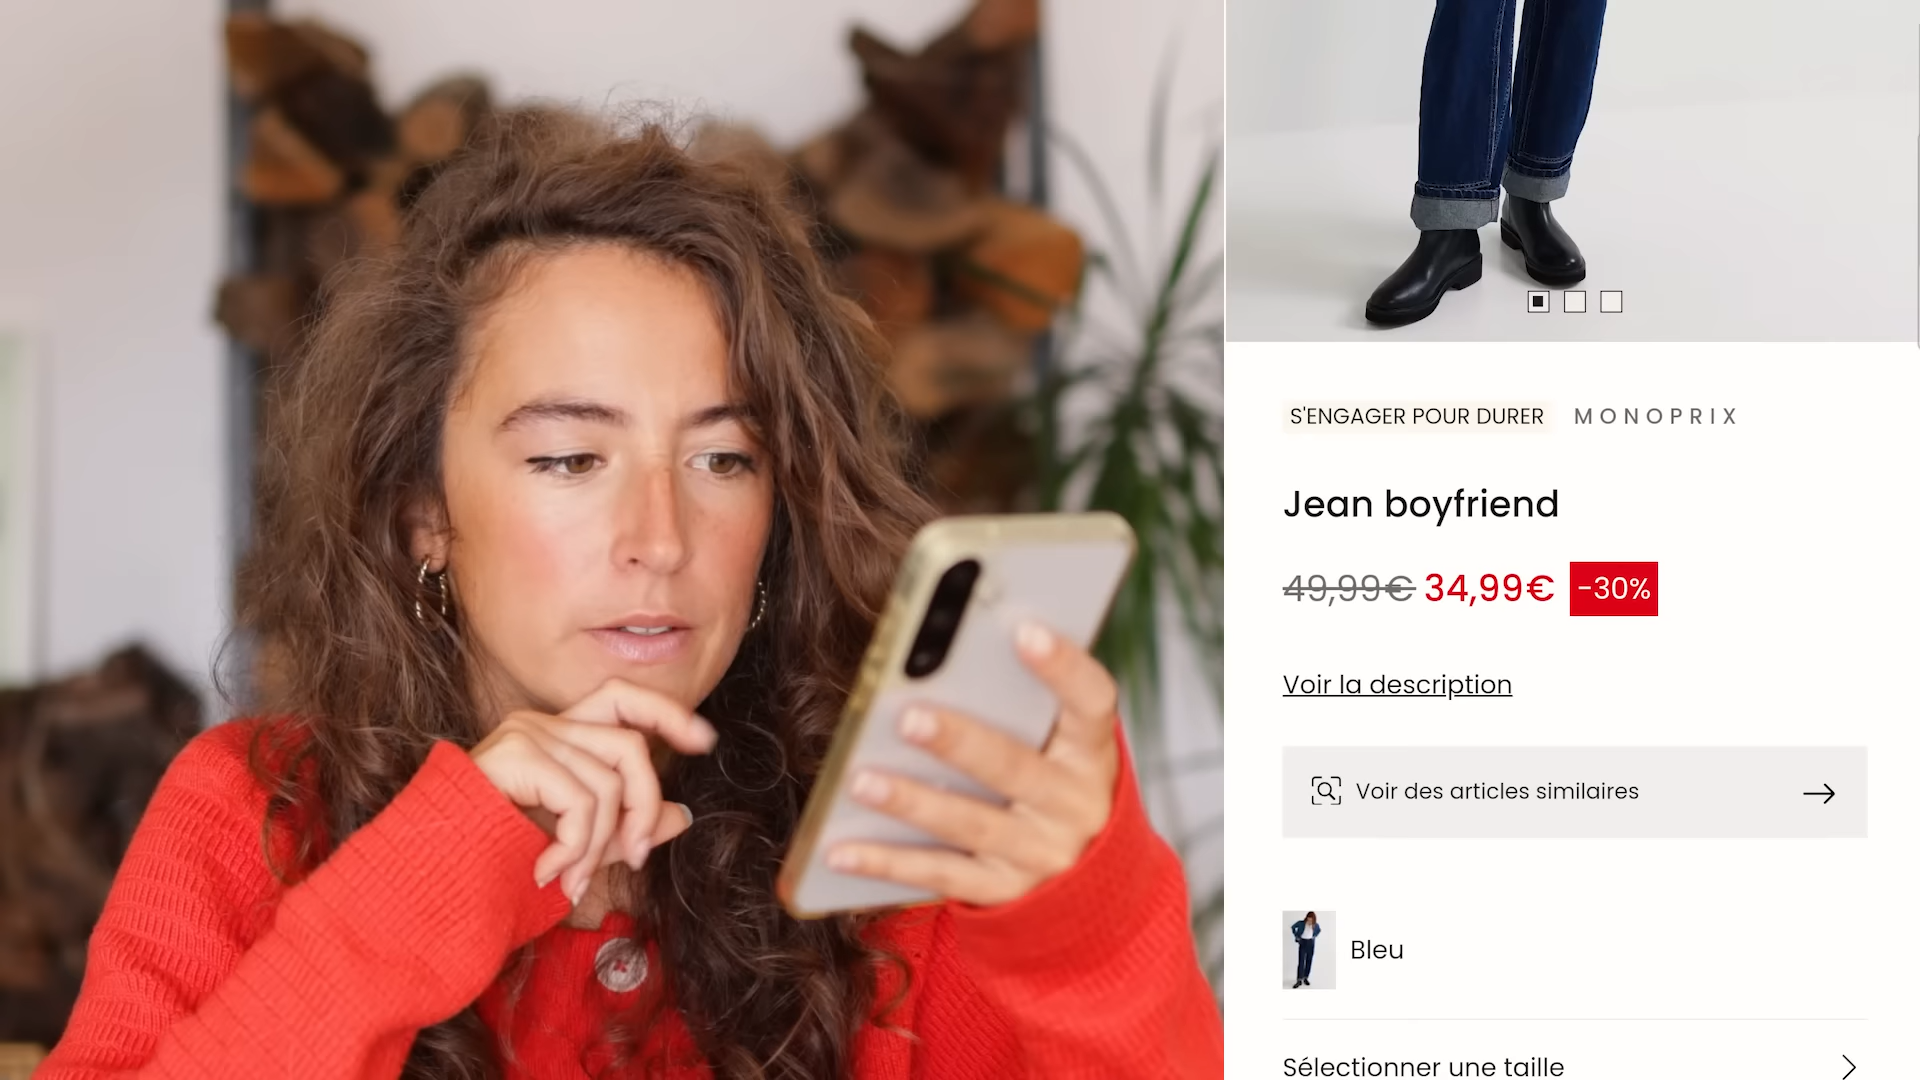 S'ENGAGER POUR DURER MONOPRIX
Jean boyfriend
49,99€ 34,99€ -30%
Voir la description
Voir des articles similaires
Bleu
Sélectionner une taille